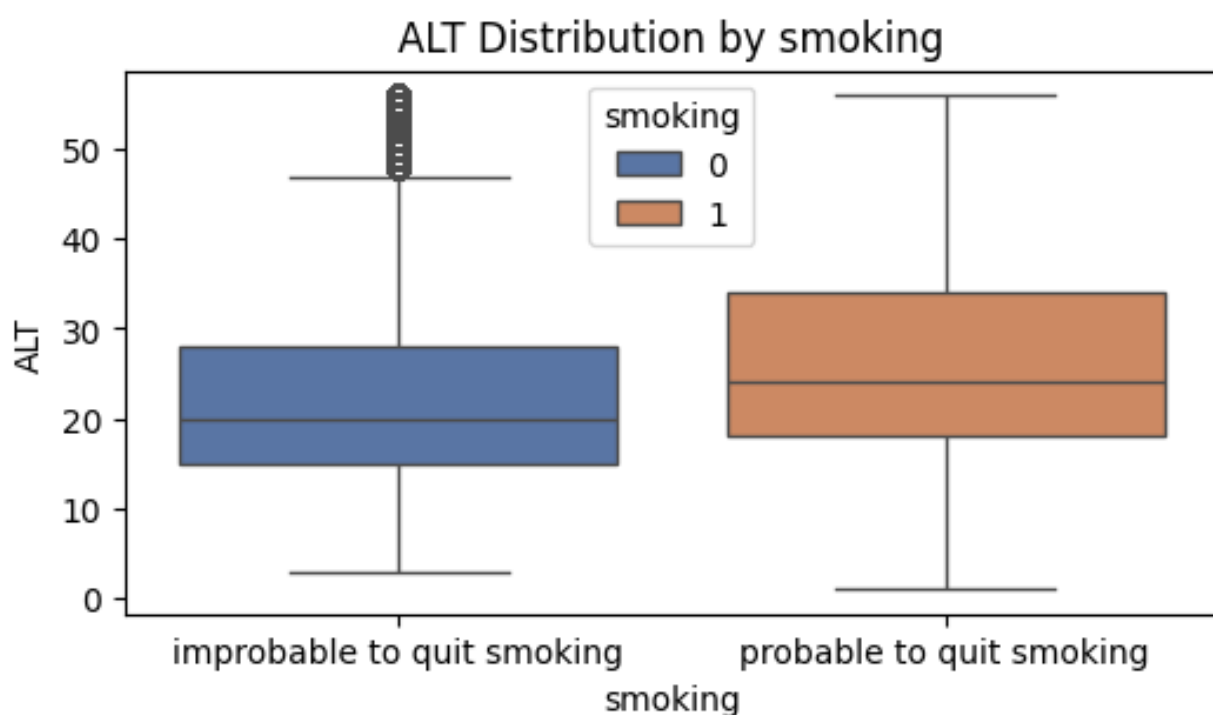 ALT Distribution by smoking
smoking
0
1
ALT
50
40
30
20
10
0
improbable to quit smoking
probable to quit smoking
smoking